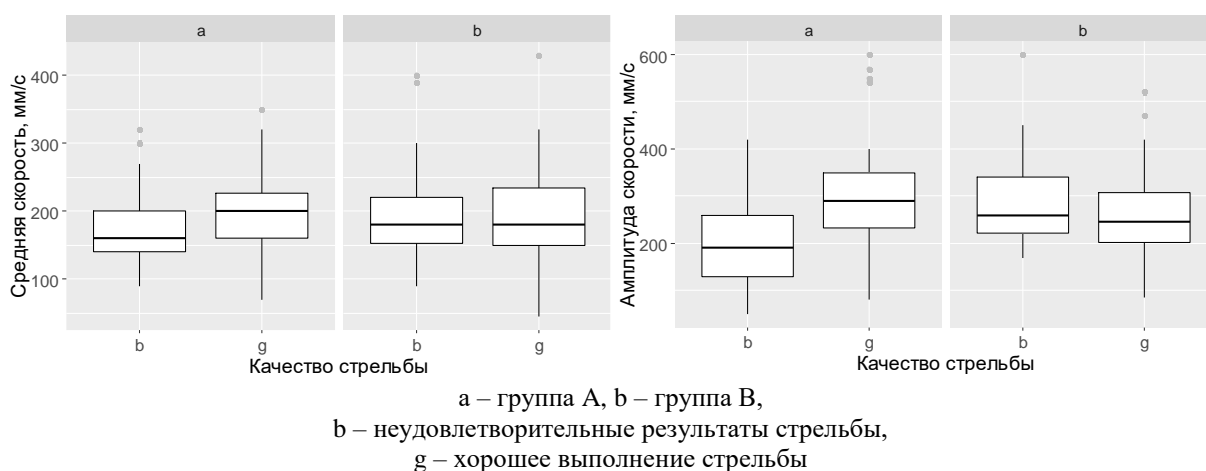 a
b
Средняя скорость, мм/с
400
300
200
100
b
g
b
g
Качество стрельбы
a
b
Амплитуда скорости, мм/с
600
400
200
b
g
b
g
Качество стрельбы
a – группа A, b – группа B,
b – неудовлетворительные результаты стрельбы,
g – хорошее выполнение стрельбы